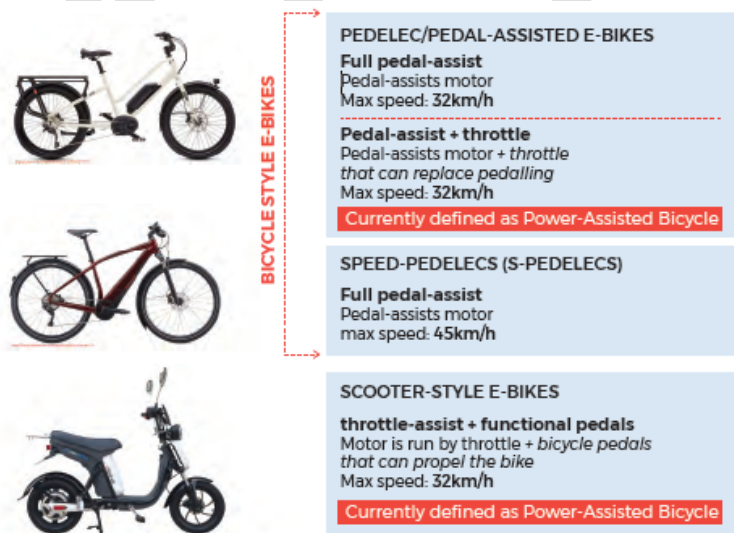 BICYCLE STYLE E-BIKES
PEDELEC/PEDAL-ASSISTED E-BIKES
Full pedal-assist
Pedal-assists motor
Max speed: 32km/h
Pedal-assist + throttle
Pedal-assists motor + throttle
that can replace pedalling
Max speed: 32km/h
Currently defined as Power-Assisted Bicycle
SPEED-PEDELECS (S-PEDELECS)
Full pedal-assist
Pedal-assists motor
max speed: 45km/h
SCOOTER-STYLE E-BIKES
throttle-assist + functional pedals
Motor is run by throttle + bicycle pedals
that can propel the bike
Max speed: 32km/h
Currently defined as Power-Assisted Bicycle